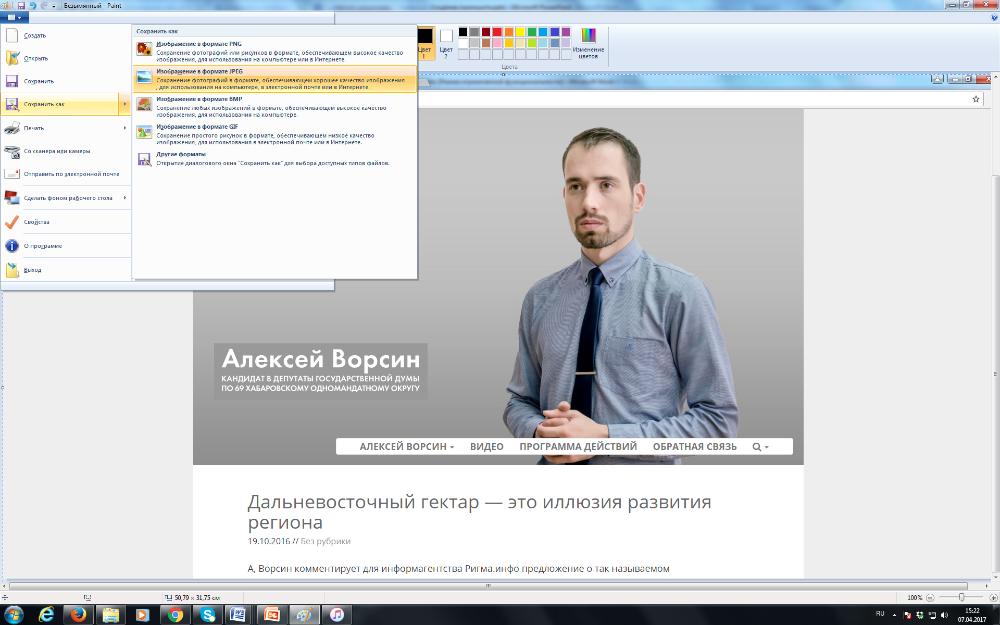 Безымянный - Paint
Создать
Открыть
Сохранить
Сохранить как
Печать
Со сканера или камеры
Отправить по электронной почте
Сделать фоном рабочего стола
Свойства
О программе
Выход
Сохранить как
Изображение в формате PNG
Сохранение фотографий или рисунков в формате, обеспечивающем высокое качество
изображения, для использования на компьютере или в Интернете.
Изображение в формате JPEG
Сохранение фотографий в формате, обеспечивающем хорошее качество изображения
, для использования на компьютере, в электронной почте или в Интернете.
Изображение в формате BMP
Сохранение любых изображений в формате, обеспечивающем высокое качество
изображения, для использования на компьютере.
Изображение в формате GIF
Сохранение простого рисунок в формате, обеспечивающем низкое качество
изображения, для использования в электронной почте или в Интернете.
Другие форматы
Открытие диалогового окна "Сохранить как" для выбора доступных типов файлов.
Цвет
1
Цвет
2
Изменение
цветов
Цвета
Алексей Ворсин
КАНДИДАТ В ДЕПУТАТЫ ГОСУДАРСТВЕННОЙ ДУМЫ
ПО 69 ХАБАРОВСКОМУ ОДНОМАНДАТНОМУ ОКРУГУ
АЛЕКСЕЙ ВОРСИН ВИДЕО ПРОГРАММА ДЕЙСТВИЙ ОБРАТНАЯ СВЯЗЬ
Дальневосточный гектар — это иллюзия развития
региона
19.10.2016 // Без рубрики
А, Ворсин комментирует для информагентства Ригма.инфо предложение о так называемом
50,79 × 31,75 см
100%
RU
15:22
07.04.2017